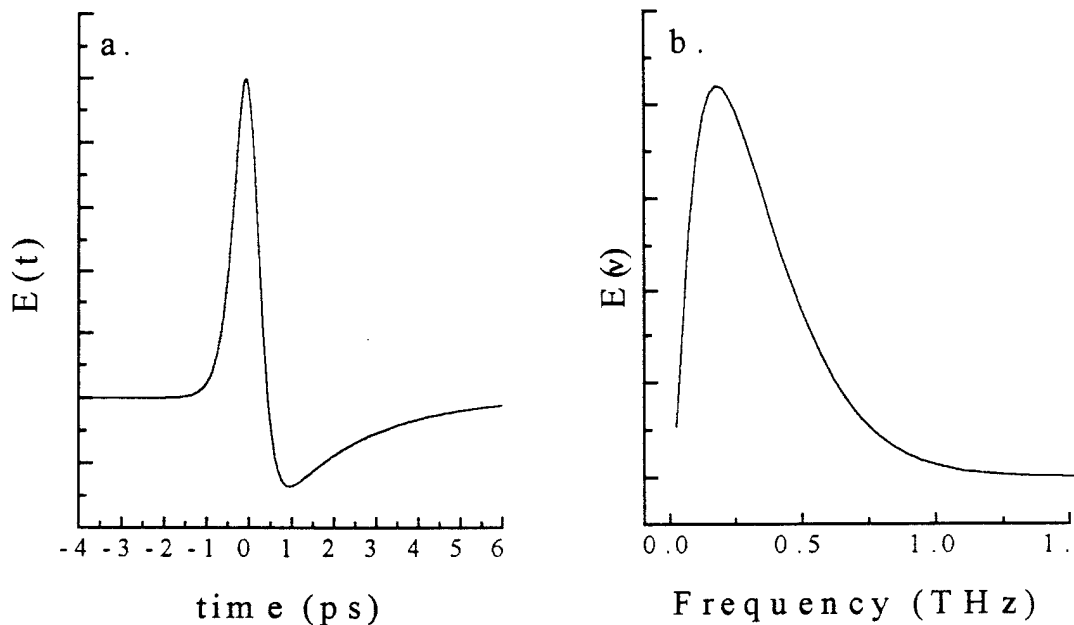 a.
E(t)
-4 -3 -2 -1 0 1 2 3 4 5 6
time (ps)
b.
E(ν)
0.0 0.5 1.0 1.
Frequency (THz)